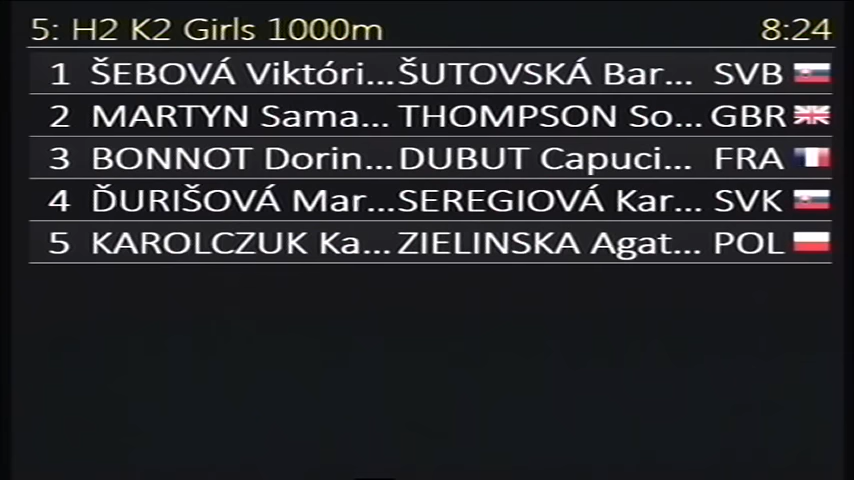 5: H2 K2 Girls 1000m 8:24
1 ŠEBOVÁ Viktóri... ŠUTOVSKÁ Bar... SVB
2 MARTYN Sama... THOMPSON So... GBR
3 BONNOT Dorin... DUBUT Capuci... FRA
4 ĎURIŠOVÁ Mar... SEREGIOVÁ Kar... SVK
5 KAROLCZUK Ka... ZIELINSKA Agat... POL